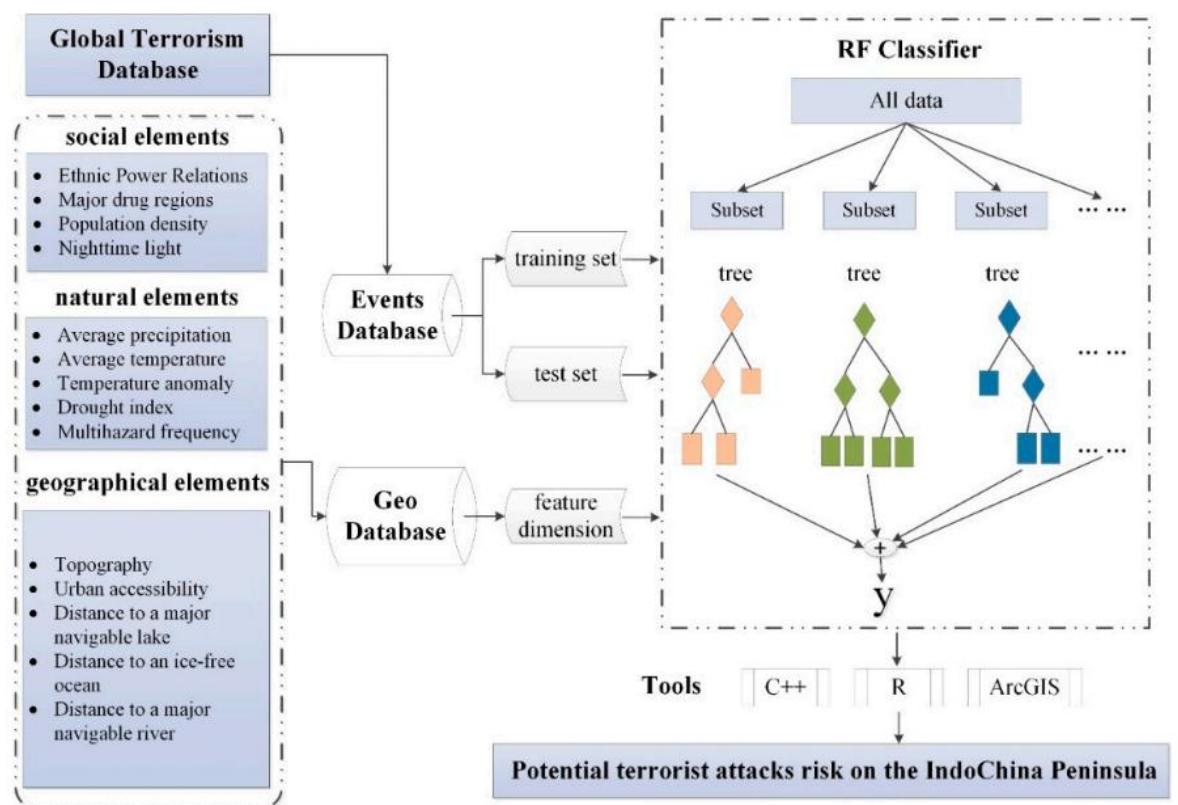 Global Terrorism
Database
social elements
• Ethnic Power Relations
• Major drug regions
• Population density
• Nighttime light
natural elements
• Average precipitation
• Average temperature
• Temperature anomaly
• Drought index
• Multihazard frequency
geographical elements
• Topography
• Urban accessibility
• Distance to a major
navigable lake
• Distance to an ice-free
ocean
• Distance to a major
navigable river
Events
Database
Geo
Database
training set
test set
feature
dimension
RF Classifier
All data
Subset
Subset
Subset
... ...
tree
tree
tree
... ...
... ...
+
y
Tools
C++
R
ArcGIS
Potential terrorist attacks risk on the IndoChina Peninsula